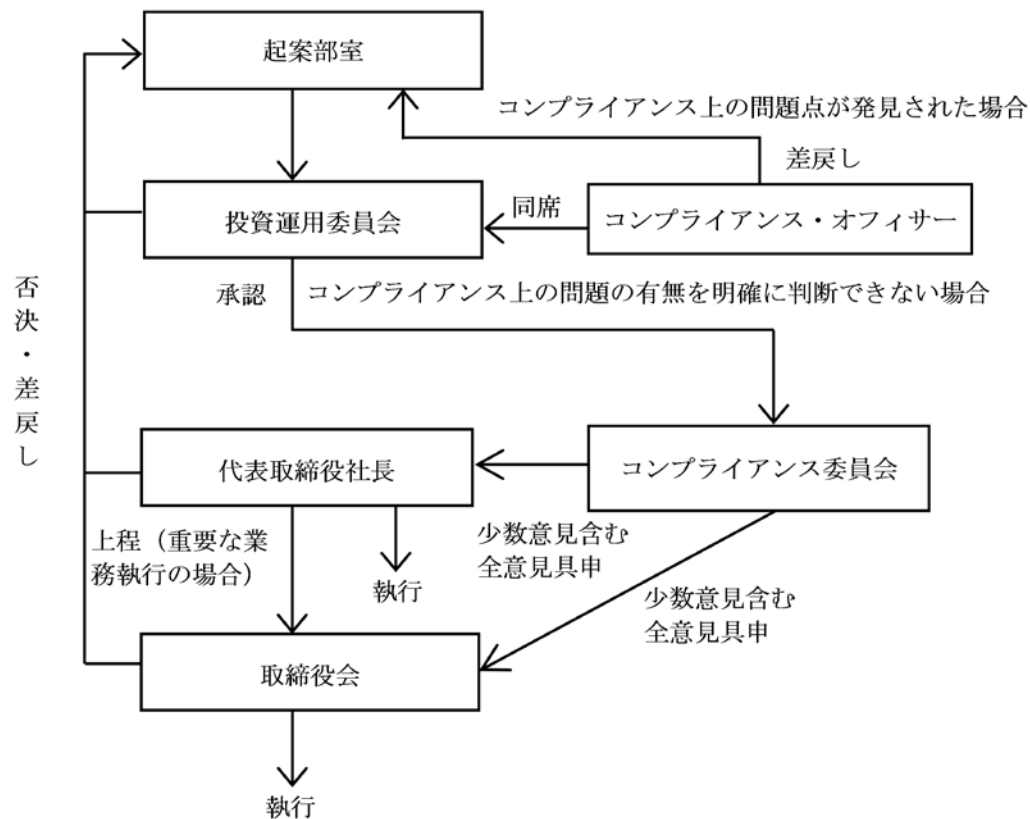 起案部室
コンプライアンス上の問題点が発見された場合
差戻し
投資運用委員会
同席
コンプライアンス・オフィサー
承認
コンプライアンス上の問題の有無を明確に判断できない場合
否決・差戻し
代表取締役社長
コンプライアンス委員会
上程（重要な業
務執行の場合）
執行
少数意見含む
全意見具申
少数意見含む
全意見具申
取締役会
執行